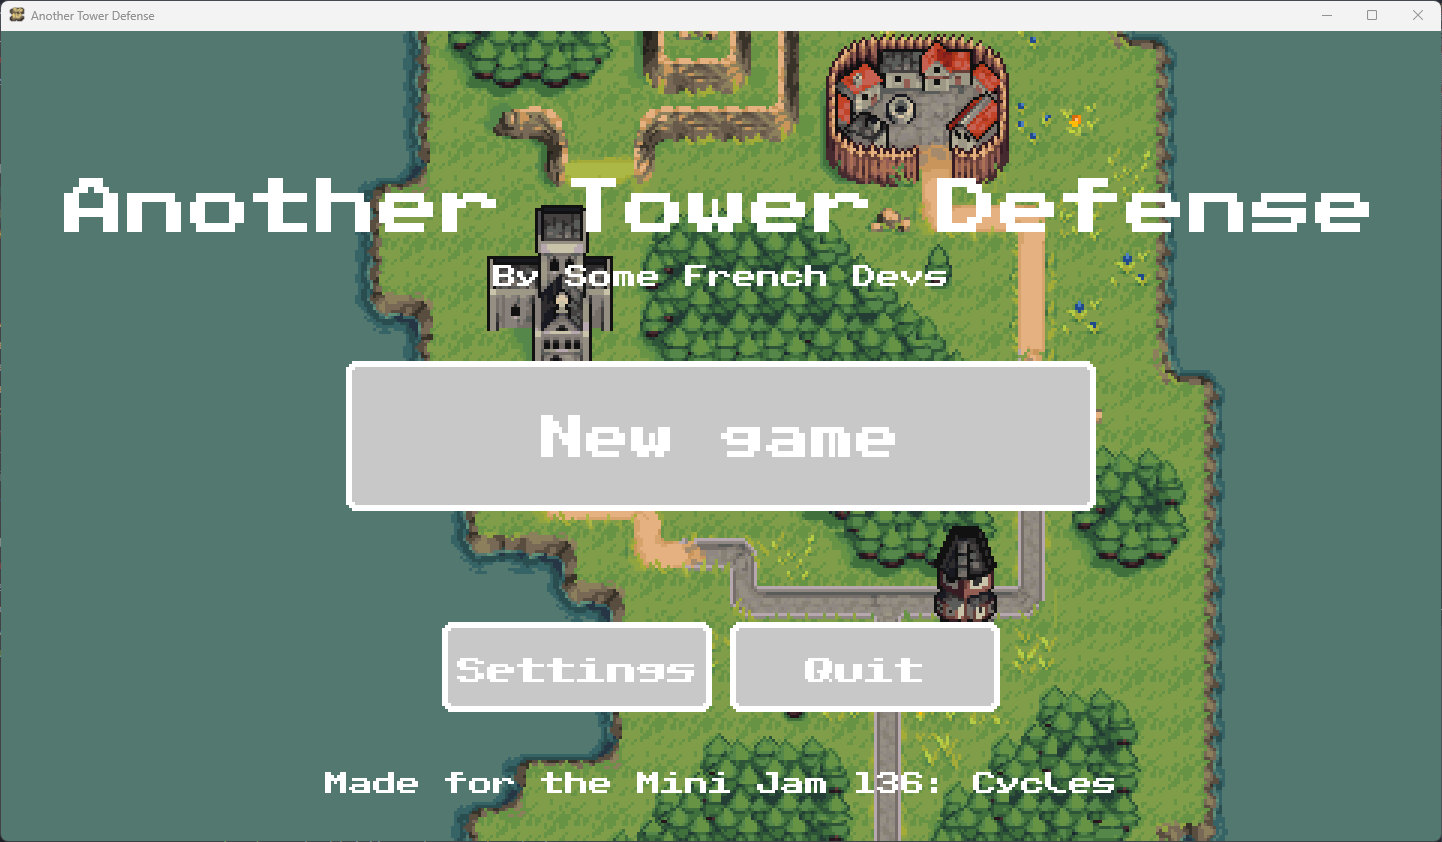 Another Tower Defense
Another Tower Defense
By Some French Devs
New game
Settings
Quit
Made for the Mini Jam 136: Cycles